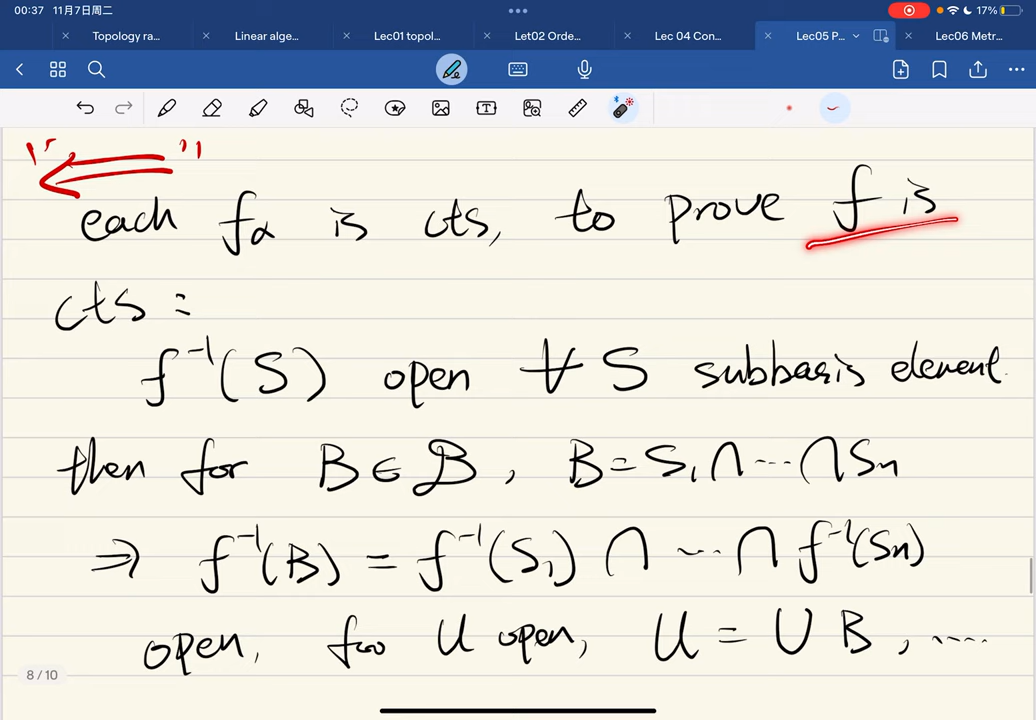 00:37 11月7日周二
17%
Topology ra...
Linear alge...
Lec01 topol...
Let02 Orde...
Lec 04 Con...
Lec05 P...
Lec06 Metr...
"⇐"
each fα is cts, to prove f is
cts :
f⁻¹(S) open ∀ S subbasis element.
then for B ∈ ℬ, B = S₁ ∩ ... ∩ Sn
⇒ f⁻¹(B) = f⁻¹(S₁) ∩ ... ∩ f⁻¹(Sn)
open, for U open, U = ∪ B, ....
8 / 10